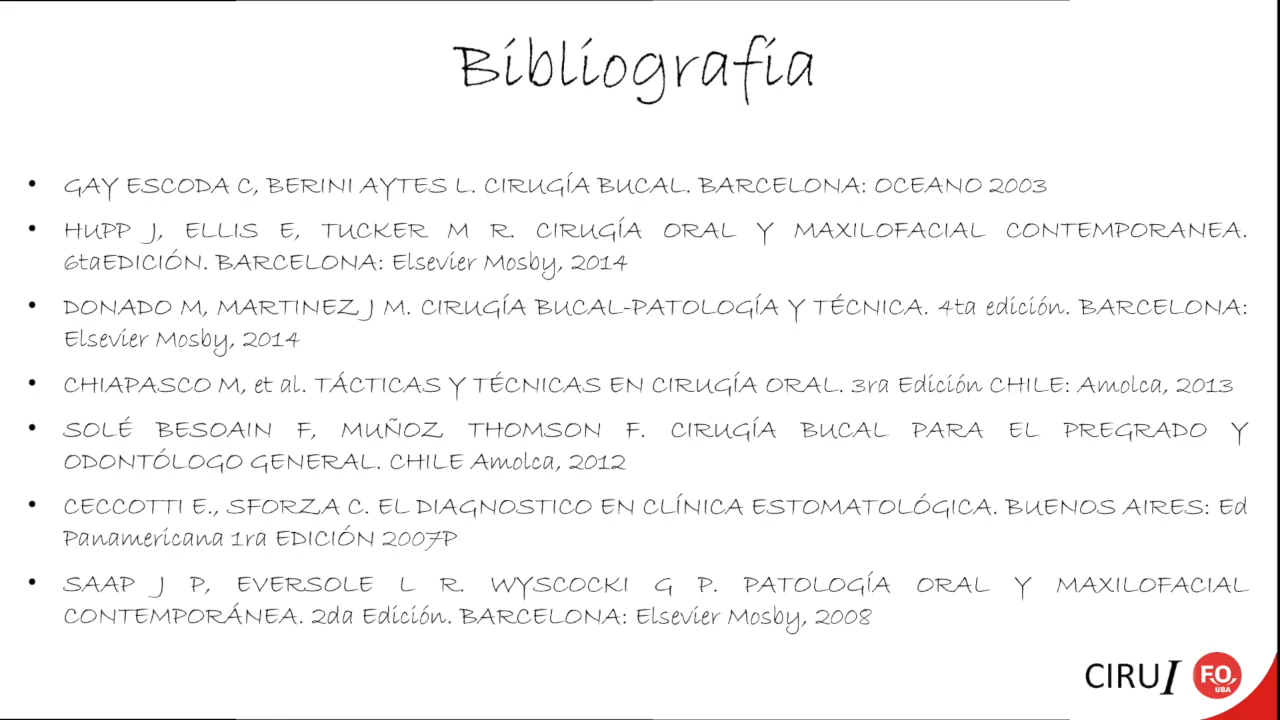 Bibliografia
• GAY ESCODA C, BERINI AYTES L. CIRUGÍA BUCAL. BARCELONA: OCEANO 2003
• HUPP J, ELLIS E, TUCKER M R. CIRUGÍA ORAL Y MAXILOFACIAL CONTEMPORANEA.
6taEDICIÓN. BARCELONA: Elsevier Mosby, 2014
• DONADO M, MARTINEZ J M. CIRUGÍA BUCAL-PATOLOGÍA Y TÉCNICA. 4ta edición. BARCELONA:
Elsevier Mosby, 2014
• CHIAPASCO M, et al. TÁCTICAS Y TÉCNICAS EN CIRUGÍA ORAL. 3ra Edición CHILE: Amolca, 2013
• SOLÉ BESOAIN F, MUÑOZ THOMSON F. CIRUGÍA BUCAL PARA EL PREGRADO Y
ODONTÓLOGO GENERAL. CHILE Amolca, 2012
• CECCOTTI E., SFORZA C. EL DIAGNOSTICO EN CLÍNICA ESTOMATOLÓGICA. BUENOS AIRES: Ed
Panamericana 1ra EDICIÓN 2007P
• SAAP J P, EVERSOLE L R. WYSCOCKI G P. PATOLOGÍA ORAL Y MAXILOFACIAL
CONTEMPORÁNEA. 2da Edición. BARCELONA: Elsevier Mosby, 2008
CIRUI
FO
UBA